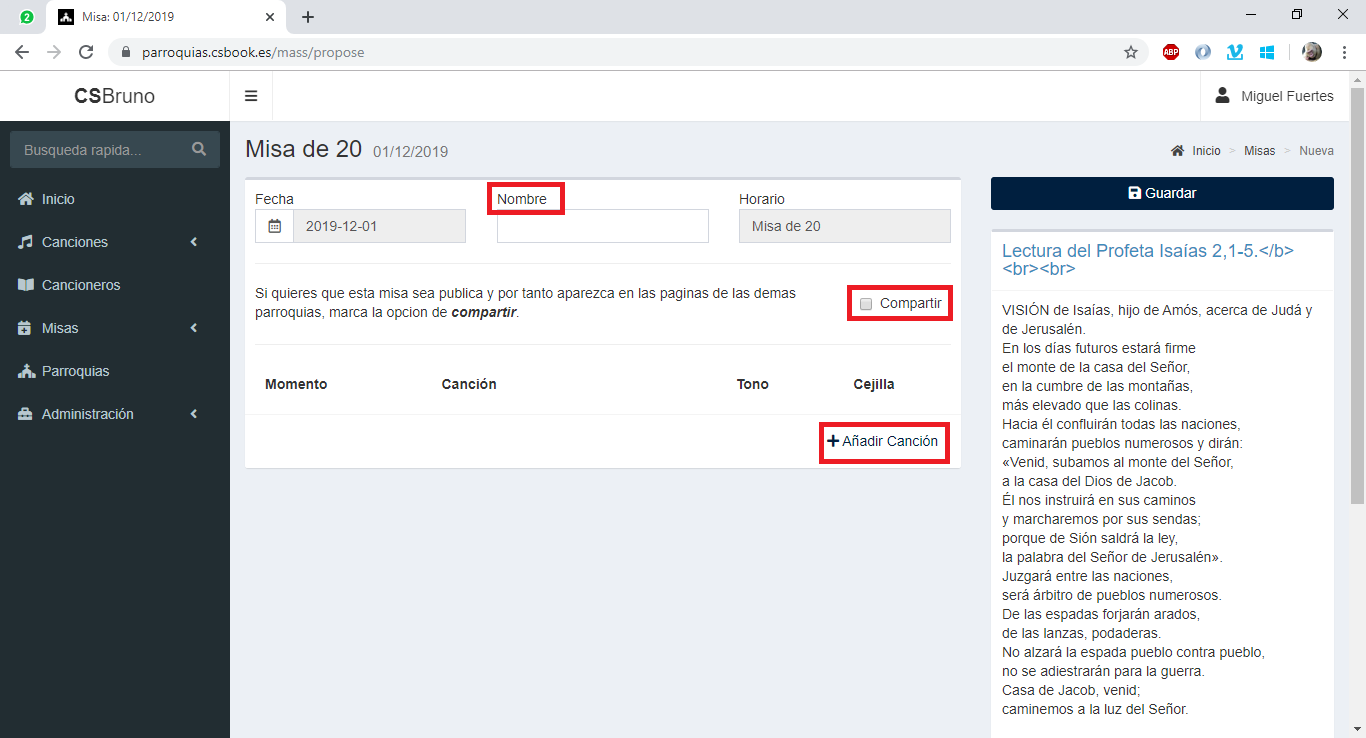 2
Misa: 01/12/2019
parroquias.csbook.es/mass/propose
ABP
CSBruno
Miguel Fuertes
Busqueda rapida...
Inicio
Canciones
Cancioneros
Misas
Parroquias
Administración
Misa de 20 01/12/2019
Inicio > Misas > Nueva
Fecha
Nombre
Horario
2019-12-01
Misa de 20
Si quieres que esta misa sea publica y por tanto aparezca en las paginas de las demas
parroquias, marca la opcion de compartir.
Compartir
Momento Canción Tono Cejilla
Añadir Canción
Guardar
Lectura del Profeta Isaías 2,1-5.</b>
<br><br>
VISIÓN de Isaías, hijo de Amós, acerca de Judá y
de Jerusalén.
En los días futuros estará firme
el monte de la casa del Señor,
en la cumbre de las montañas,
más elevado que las colinas.
Hacia él confluirán todas las naciones,
caminarán pueblos numerosos y dirán:
«Venid, subamos al monte del Señor,
a la casa del Dios de Jacob.
Él nos instruirá en sus caminos
y marcharemos por sus sendas;
porque de Sión saldrá la ley,
la palabra del Señor de Jerusalén».
Juzgará entre las naciones,
será árbitro de pueblos numerosos.
De las espadas forjarán arados,
de las lanzas, podaderas.
No alzará la espada pueblo contra pueblo,
no se adiestrarán para la guerra.
Casa de Jacob, venid;
caminemos a la luz del Señor.